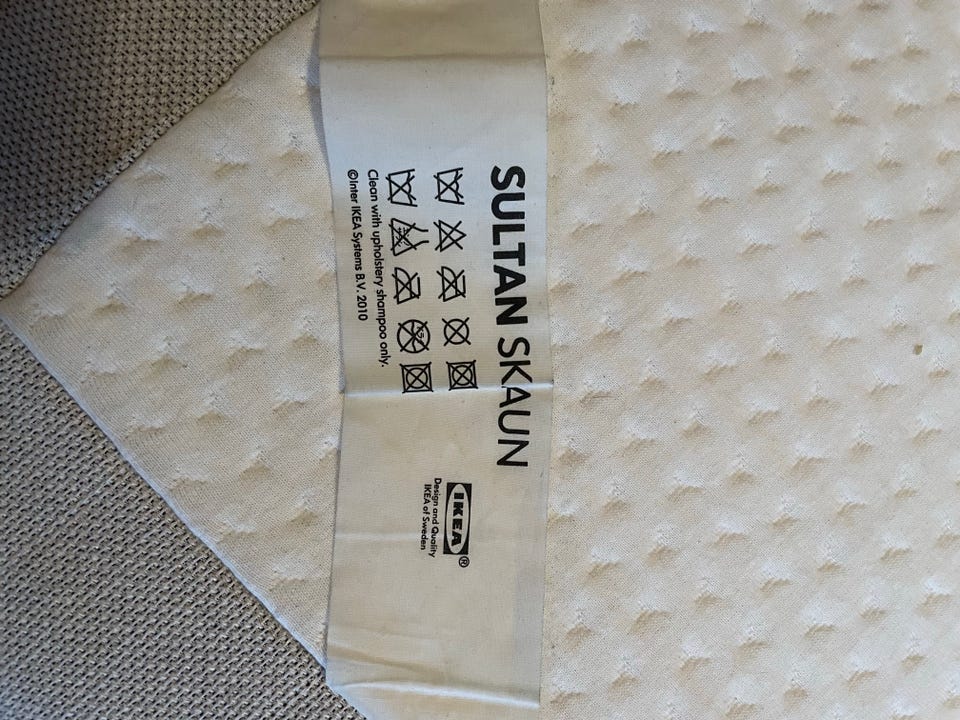 SULTAN SKAUN
Clean with upholstery shampoo only.
©Inter IKEA Systems B.V. 2010
IKEA®
Design and Quality
IKEA of Sweden